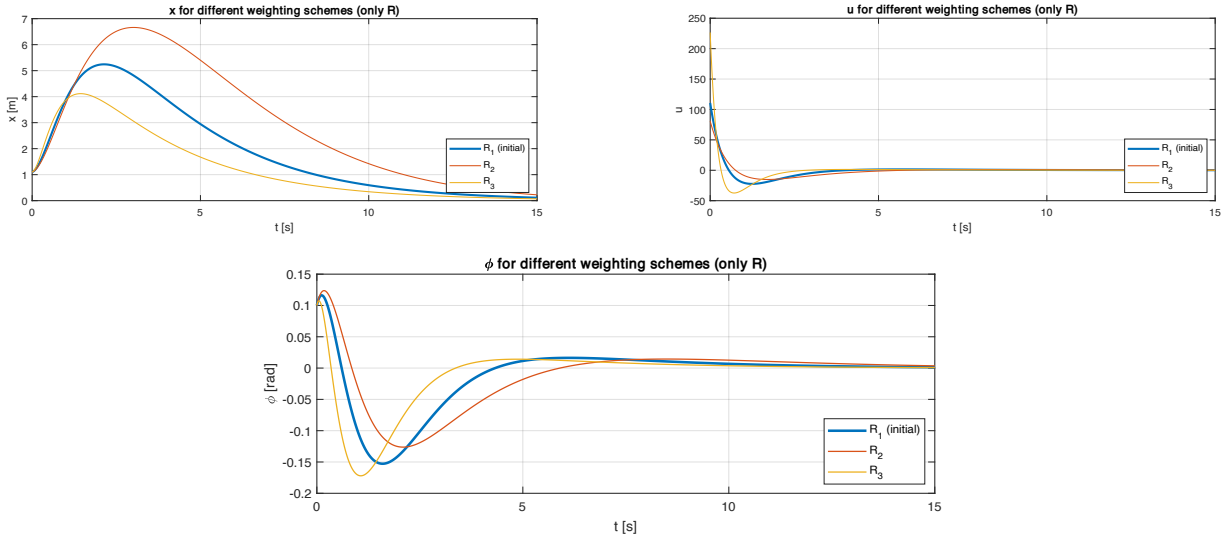 x for different weighting schemes (only R)
7
6
5
4
3
2
1
0
x [m]
0
5
10
15
t [s]
R1 (initial)
R2
R3
u for different weighting schemes (only R)
250
200
150
100
50
0
-50
u
0
5
10
15
t [s]
R1 (initial)
R2
R3
ϕ for different weighting schemes (only R)
0.15
0.1
0.05
0
-0.05
-0.1
-0.15
-0.2
ϕ [rad]
0
5
10
15
t [s]
R1 (initial)
R2
R3